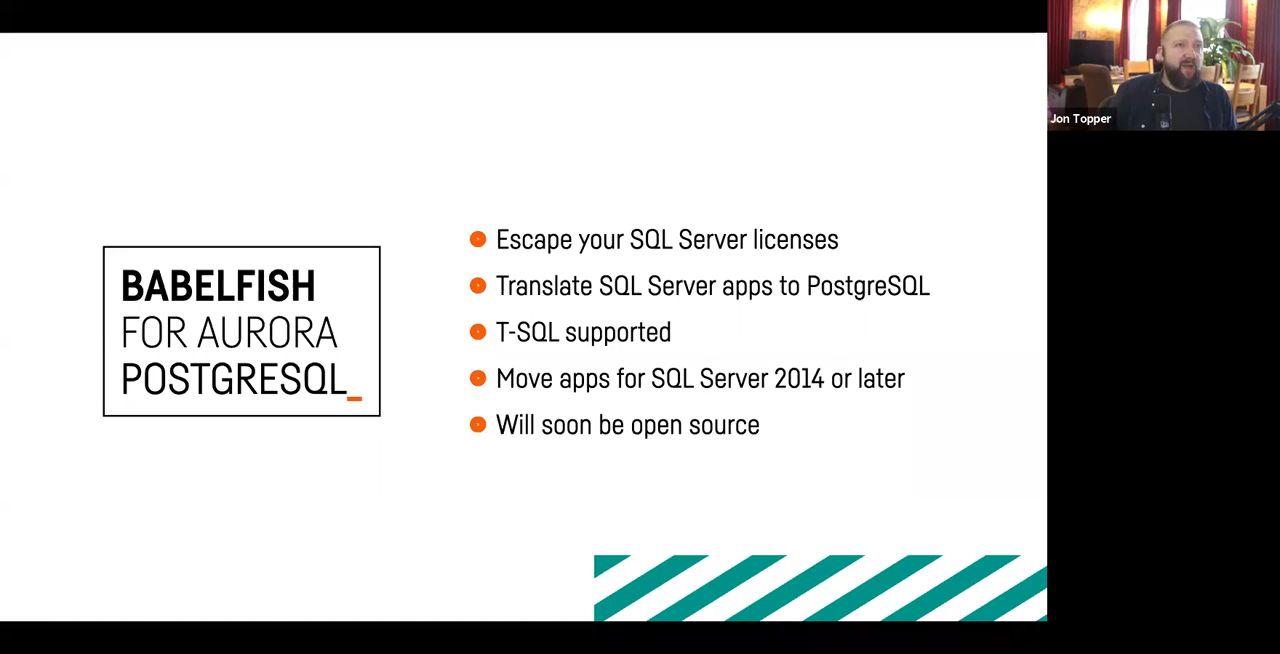 BABELFISH
FOR AURORA
POSTGRESQL_
Escape your SQL Server licenses
Translate SQL Server apps to PostgreSQL
T-SQL supported
Move apps for SQL Server 2014 or later
Will soon be open source
Jon Topper